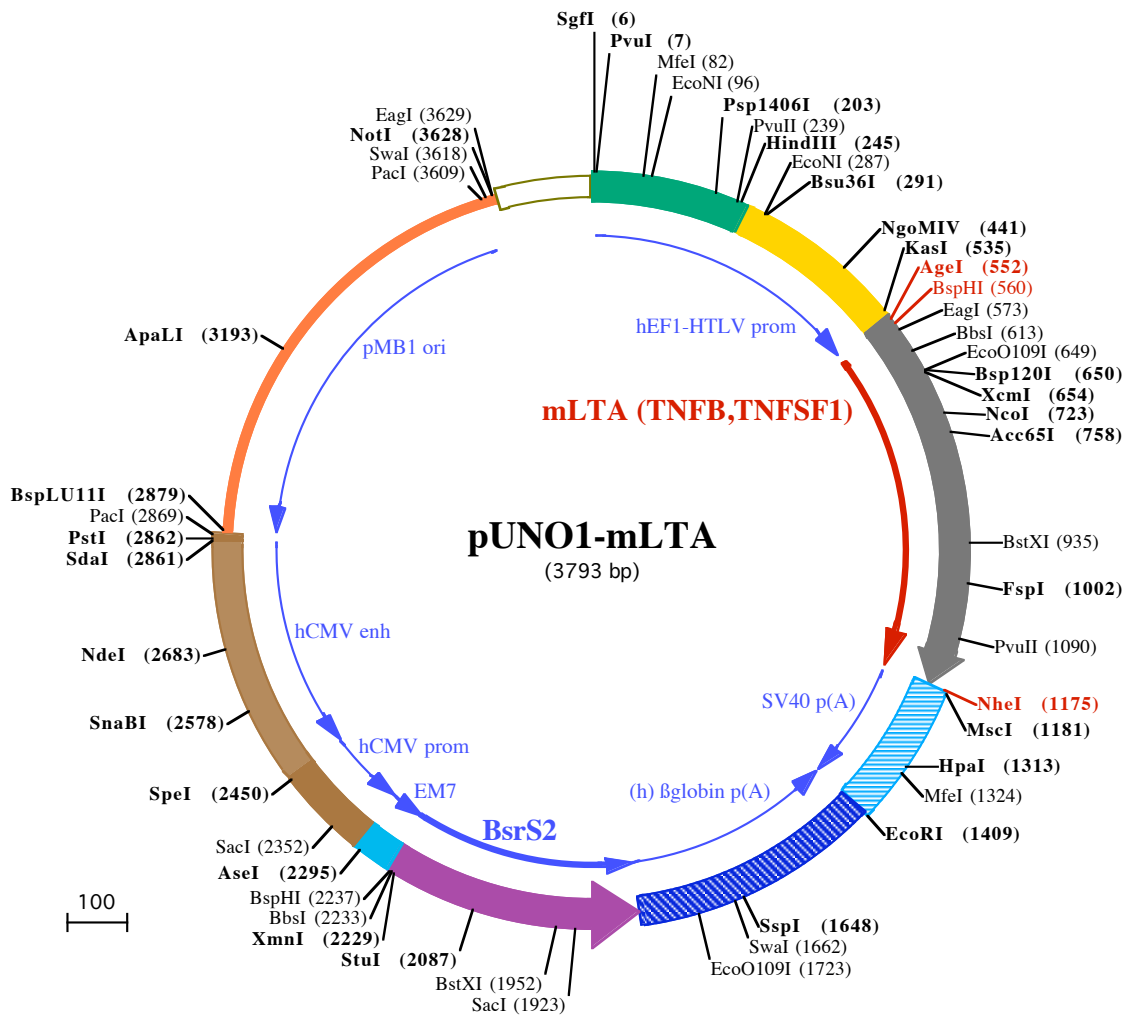 SgfI (6)
PvuI (7)
MfeI (82)
EcoNI (96)
Psp1406I (203)
PvuII (239)
HindIII (245)
EcoNI (287)
Bsu36I (291)
NgoMIV (441)
KasI (535)
AgeI (552)
BspHI (560)
EagI (573)
BbsI (613)
EcoO109I (649)
Bsp120I (650)
XcmI (654)
NcoI (723)
Acc65I (758)
BstXI (935)
FspI (1002)
PvuII (1090)
NheI (1175)
MscI (1181)
HpaI (1313)
MfeI (1324)
EcoRI (1409)
SspI (1648)
SwaI (1662)
EcoO109I (1723)
SacI (1923)
BstXI (1952)
StuI (2087)
XmnI (2229)
BbsI (2233)
BspHI (2237)
AseI (2295)
SacI (2352)
SpeI (2450)
SnaBI (2578)
NdeI (2683)
SdaI (2861)
PstI (2862)
PacI (2869)
BspLU11I (2879)
ApaLI (3193)
PacI (3609)
SwaI (3618)
NotI (3628)
EagI (3629)
hEF1-HTLV prom
pMB1 ori
mLTA (TNFB,TNFSF1)
pUNO1-mLTA
(3793 bp)
hCMV enh
SV40 p(A)
hCMV prom
EM7
(h) ßglobin p(A)
BsrS2
100